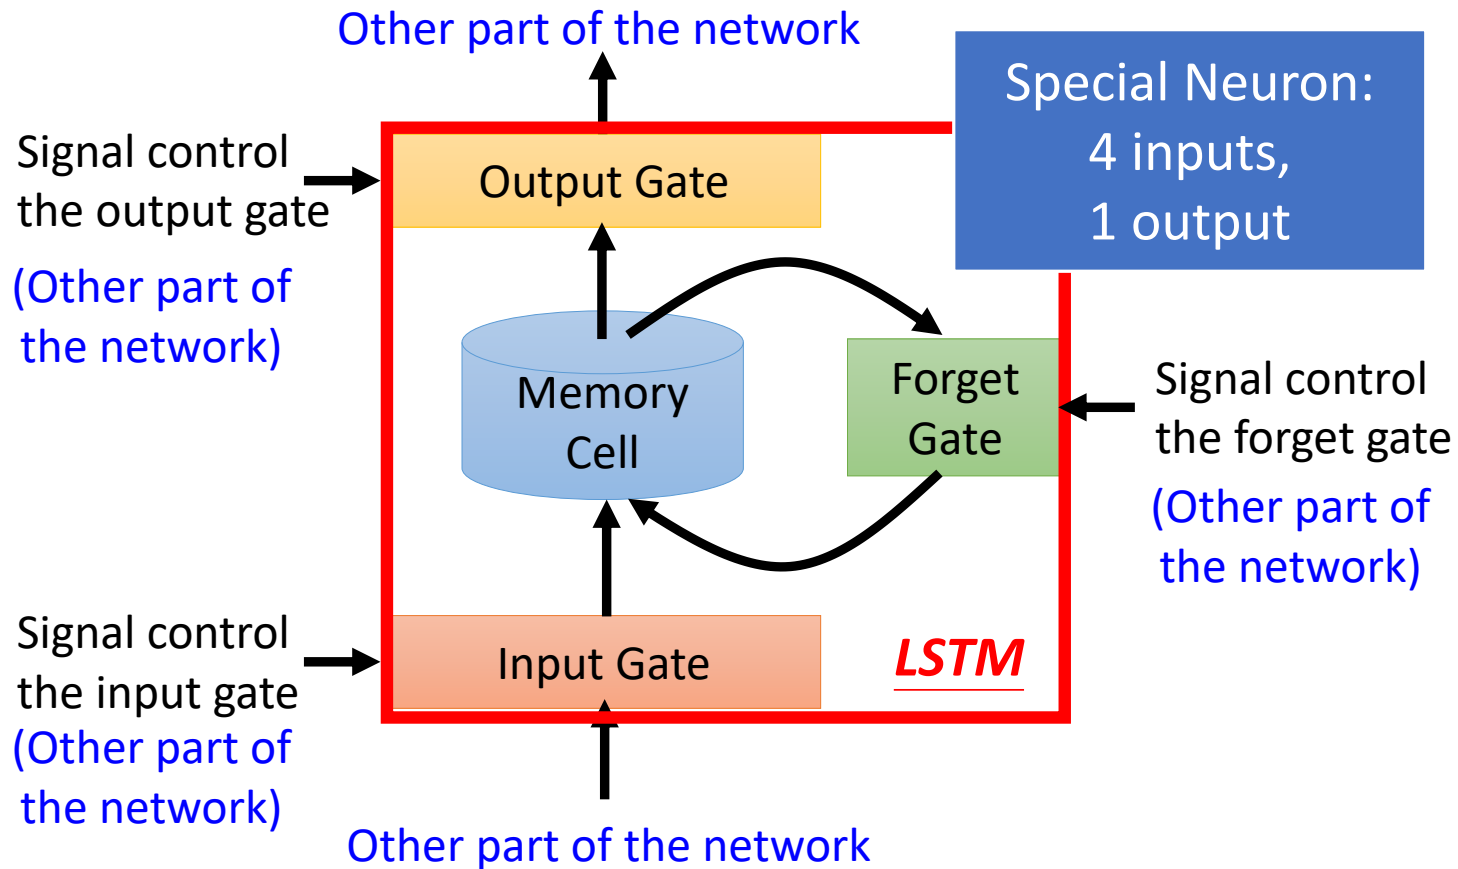 Other part of the network
Special Neuron:
4 inputs,
1 output
Signal control
the output gate
(Other part of
the network)
Output Gate
Memory
Cell
Forget
Gate
Signal control
the forget gate
(Other part of
the network)
Signal control
the input gate
(Other part of
the network)
Input Gate
LSTM
Other part of the network